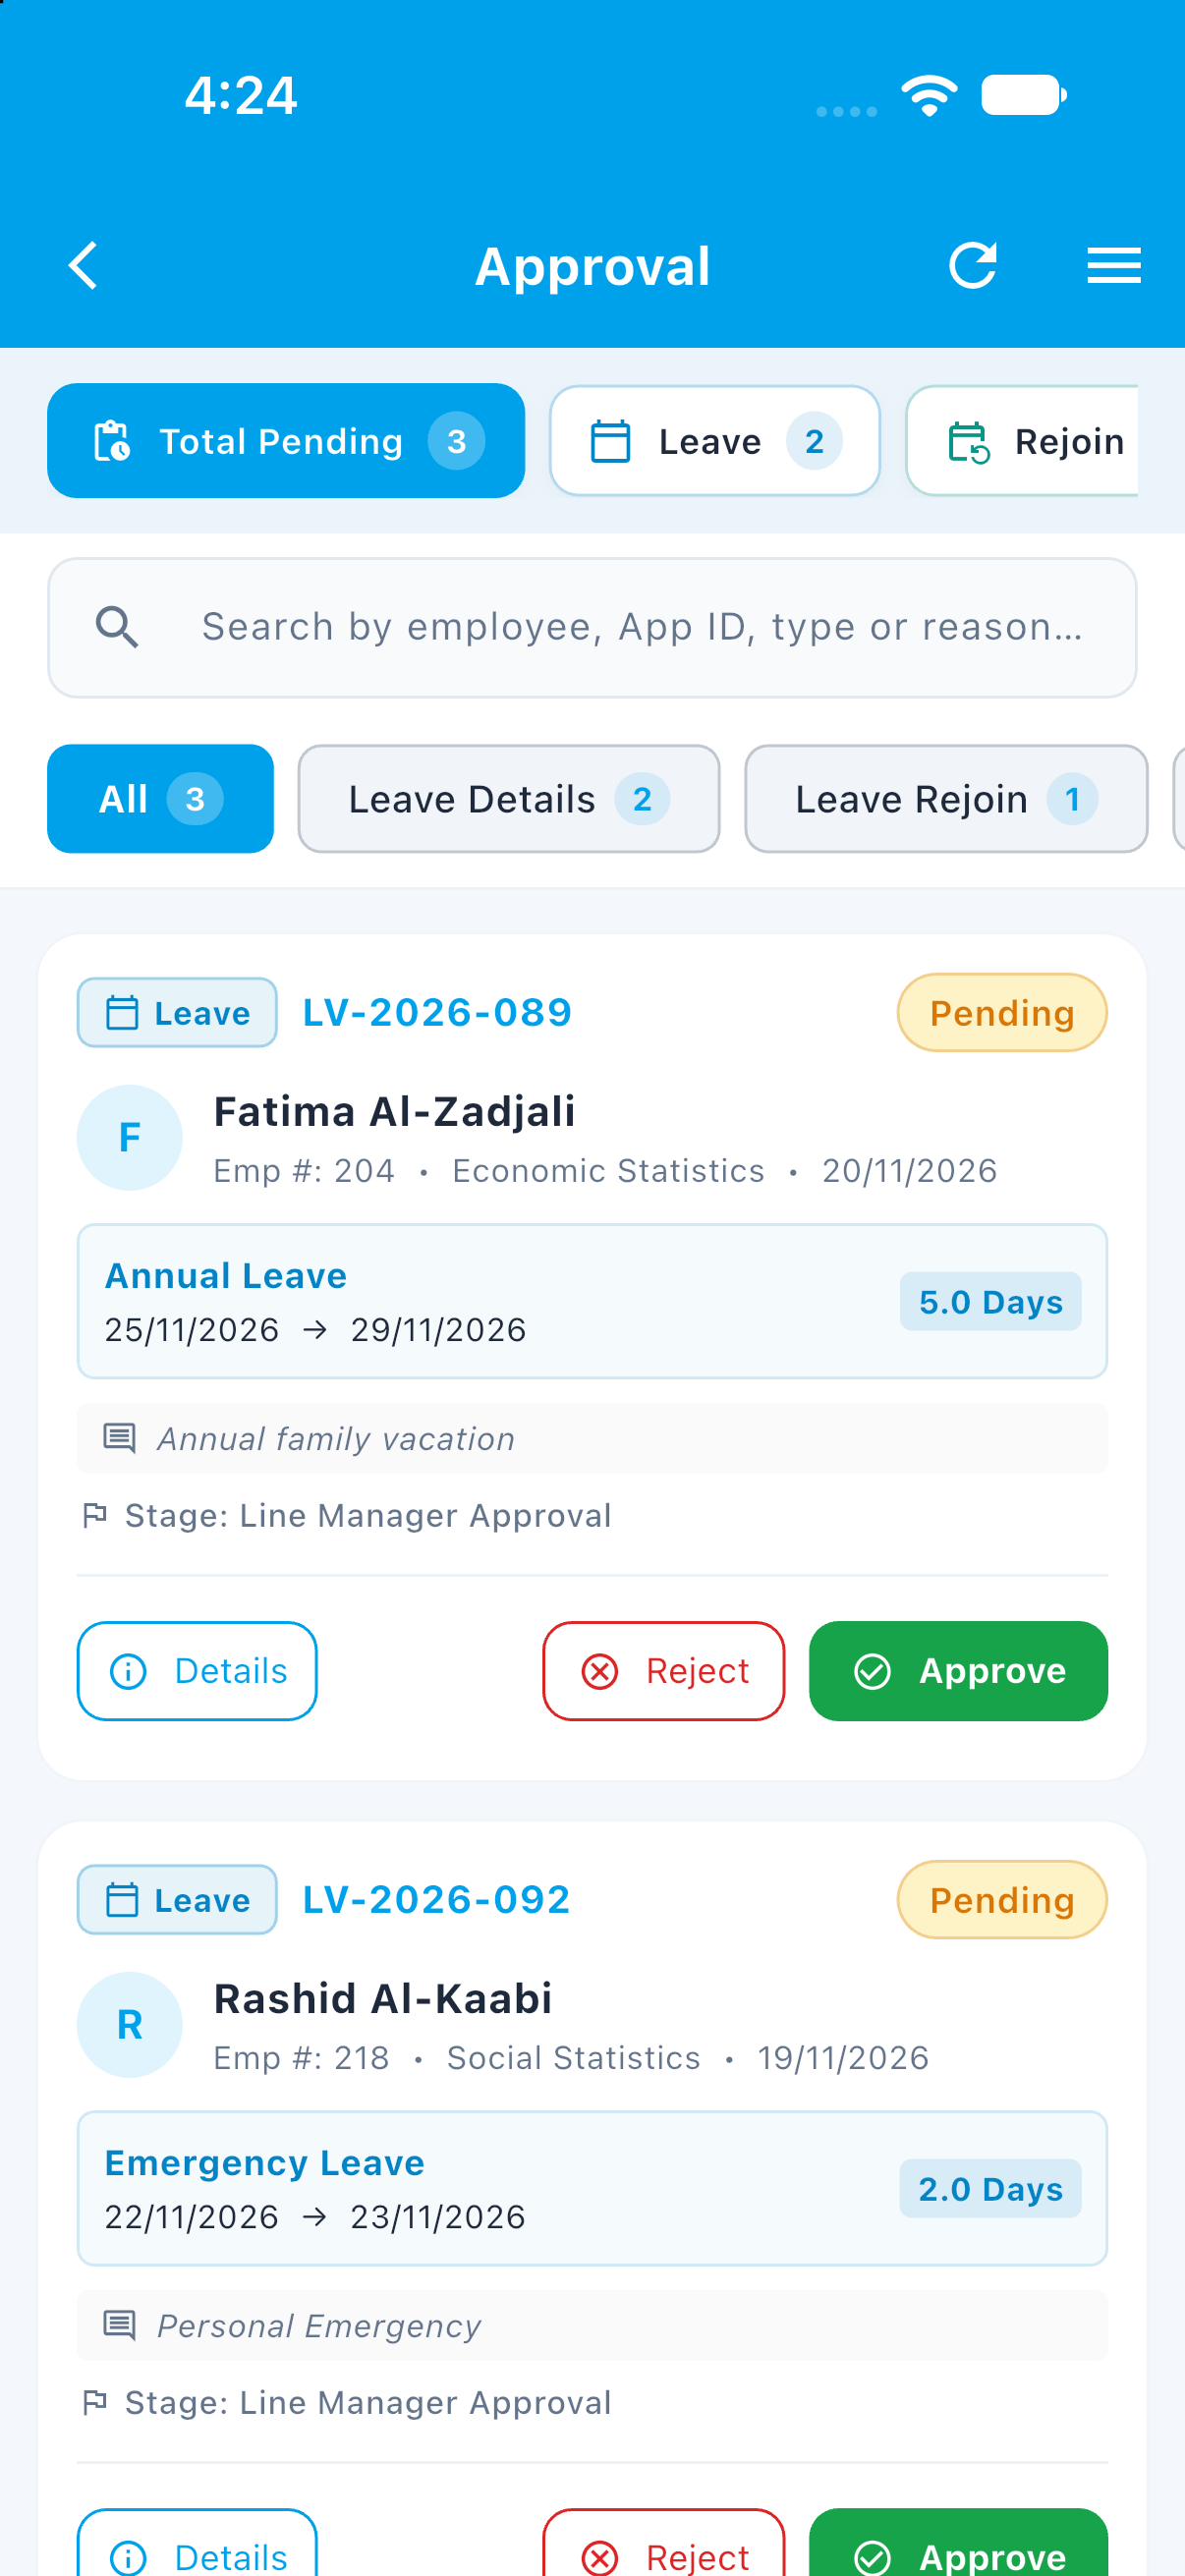 4:24
Approval
Total Pending 3 Leave 2 Rejoin
Search by employee, App ID, type or reason...
All 3 Leave Details 2 Leave Rejoin 1
Leave LV-2026-089 Pending
F
Fatima Al-Zadjali
Emp #: 204 • Economic Statistics • 20/11/2026
Annual Leave
5.0 Days
25/11/2026 → 29/11/2026
Annual family vacation
Stage: Line Manager Approval
Details Reject Approve
Leave LV-2026-092 Pending
R
Rashid Al-Kaabi
Emp #: 218 • Social Statistics • 19/11/2026
Emergency Leave
2.0 Days
22/11/2026 → 23/11/2026
Personal Emergency
Stage: Line Manager Approval
Details Reject Approve